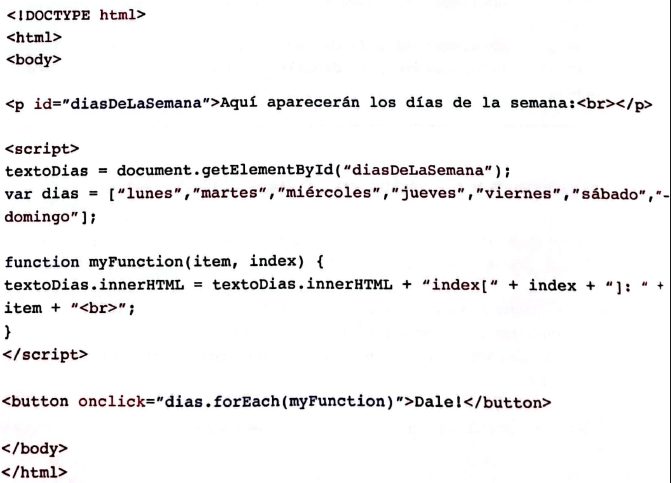 <!DOCTYPE html>
<html>
<body>
<p id="diasDeLaSemana">Aquí aparecerán los días de la semana:<br></p>
<script>
textoDias = document.getElementById("diasDeLaSemana");
var dias = ["lunes","martes","miércoles","jueves","viernes","sábado","-
domingo"];
function myFunction(item, index) {
textoDias.innerHTML = textoDias.innerHTML + "index[" + index + "]: " +
item + "<br>";
}
</script>
<button onclick="dias.forEach(myFunction)">Dale!</button>
</body>
</html>